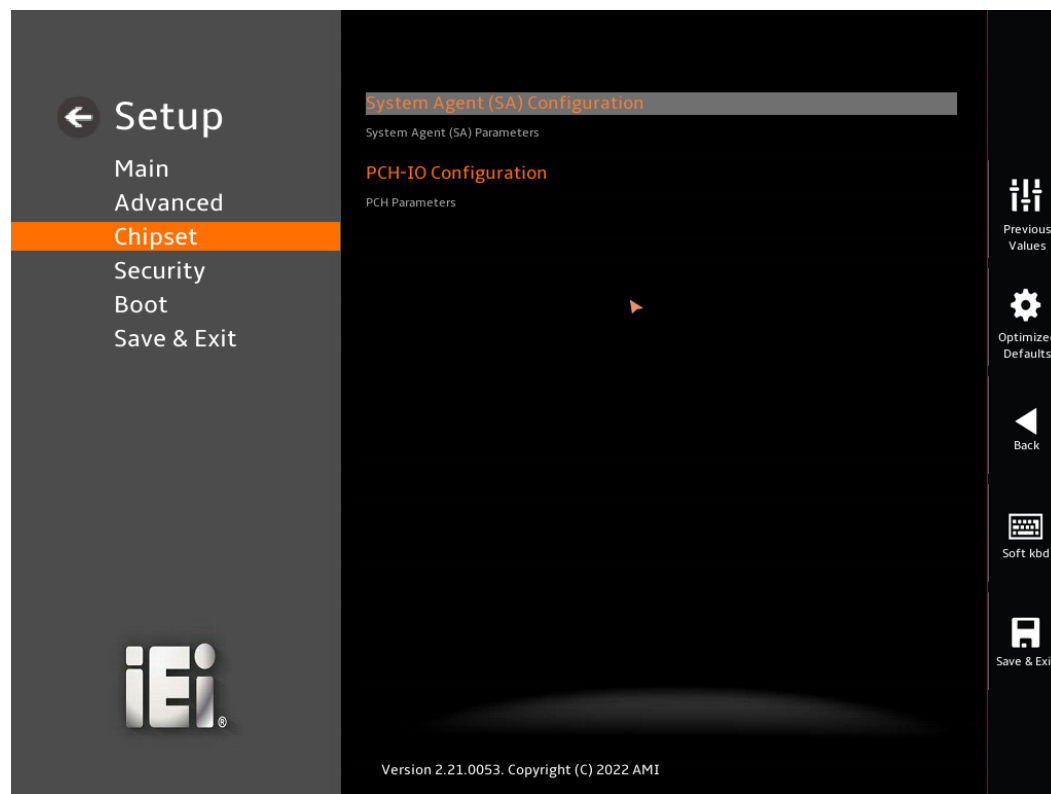 Setup
Main
Advanced
Chipset
Security
Boot
Save & Exit
iEi®
System Agent (SA) Configuration
System Agent (SA) Parameters
PCH-IO Configuration
PCH Parameters
Previous
Values
Optimized
Defaults
Back
Soft kbd
Save & Exi
Version 2.21.0053. Copyright (C) 2022 AMI